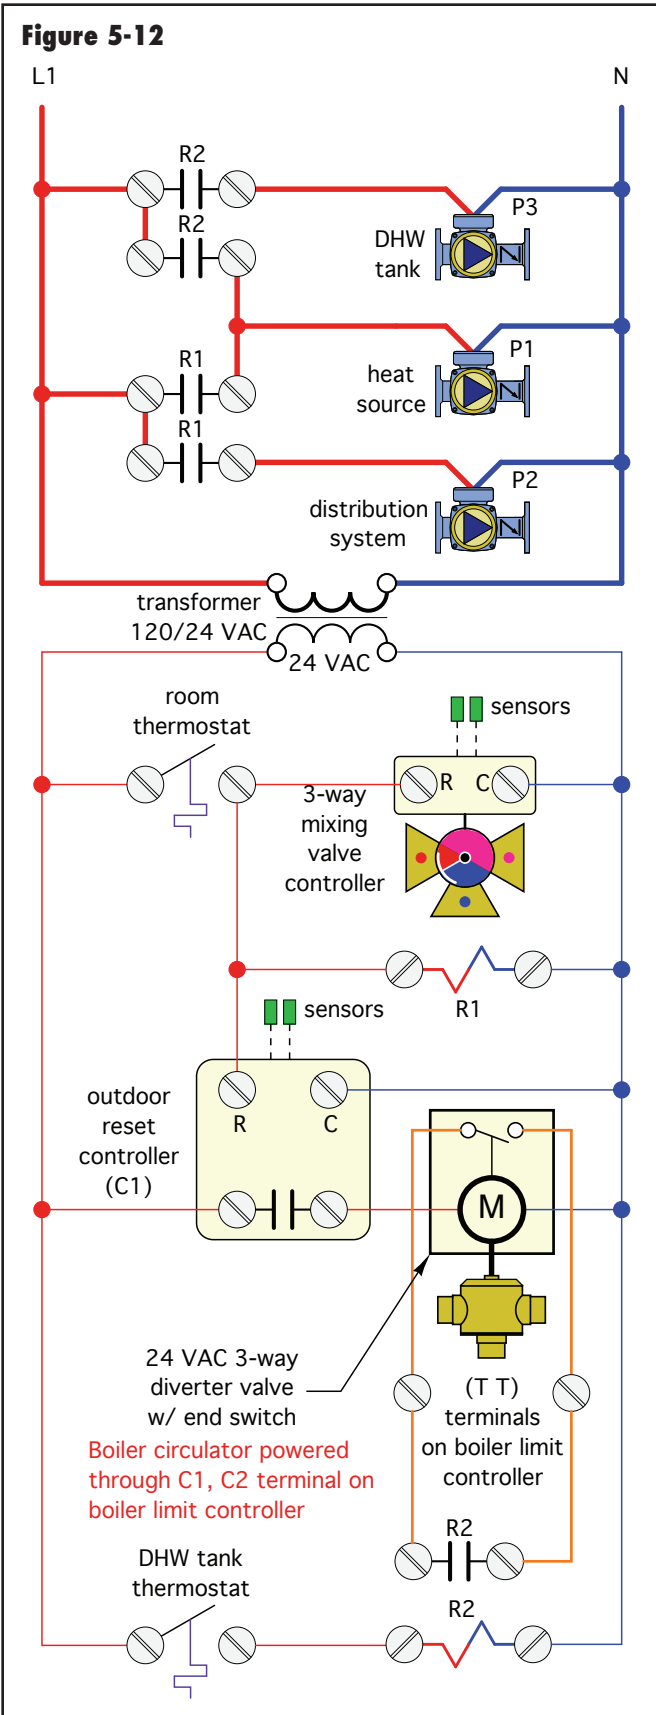 Figure 5-12
L1
N
R2
P3
R2
DHW
tank
P1
R1
heat
source
R1
P2
distribution
system
transformer
120/24 VAC
24 VAC
room
thermostat
sensors
R C
3-way
mixing
valve
controller
R1
sensors
outdoor
reset
controller
(C1)
R C
M
24 VAC 3-way
diverter valve
w/ end switch
(T T)
terminals
on boiler limit
controller
Boiler circulator powered
through C1, C2 terminal on
boiler limit controller
R2
DHW tank
thermostat
R2